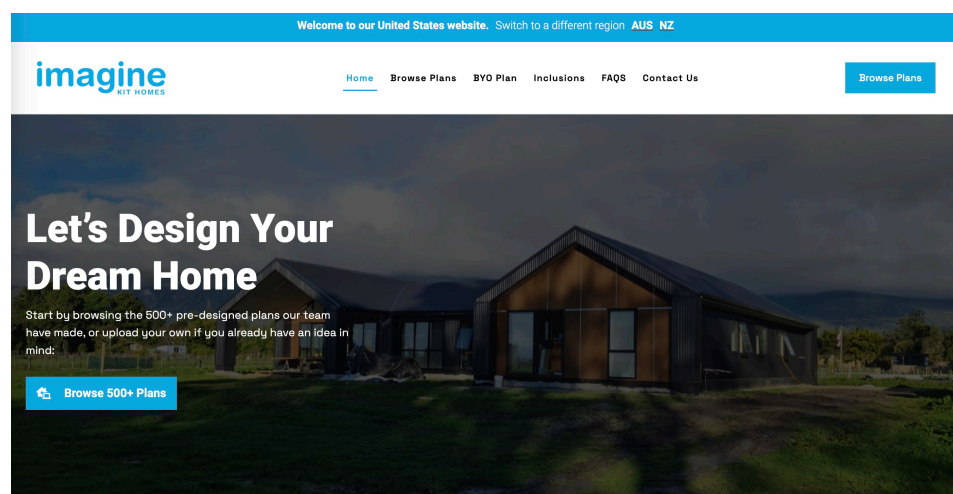 Welcome to our United States website. Switch to a different region AUS NZ
imagine
KIT HOMES
Home Browse Plans BYO Plan Inclusions FAQS Contact Us
Browse Plans
Let's Design Your
Dream Home
Start by browsing the 500+ pre-designed plans our team
have made, or upload your own if you already have an idea in
mind:
Browse 500+ Plans